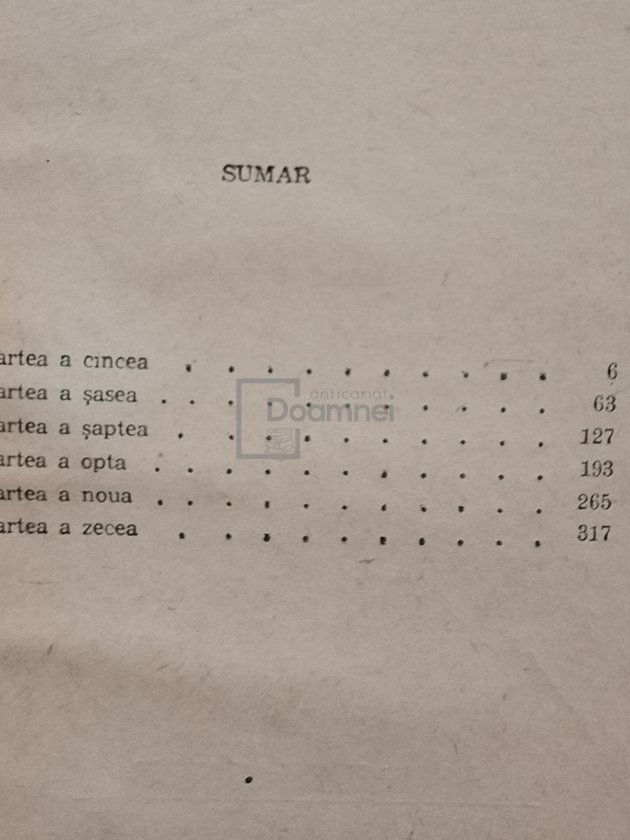 SUMAR
artea a cincea . . . . . . . . . . 6
artea a șasea . . . . . . . . . . . 63
artea a șaptea . . . . . . . . . . 127
artea a opta . . . . . . . . . . . 193
artea a noua . . . . . . . . . . . 265
artea a zecea . . . . . . . . . . 317
anticariat
Doamnei